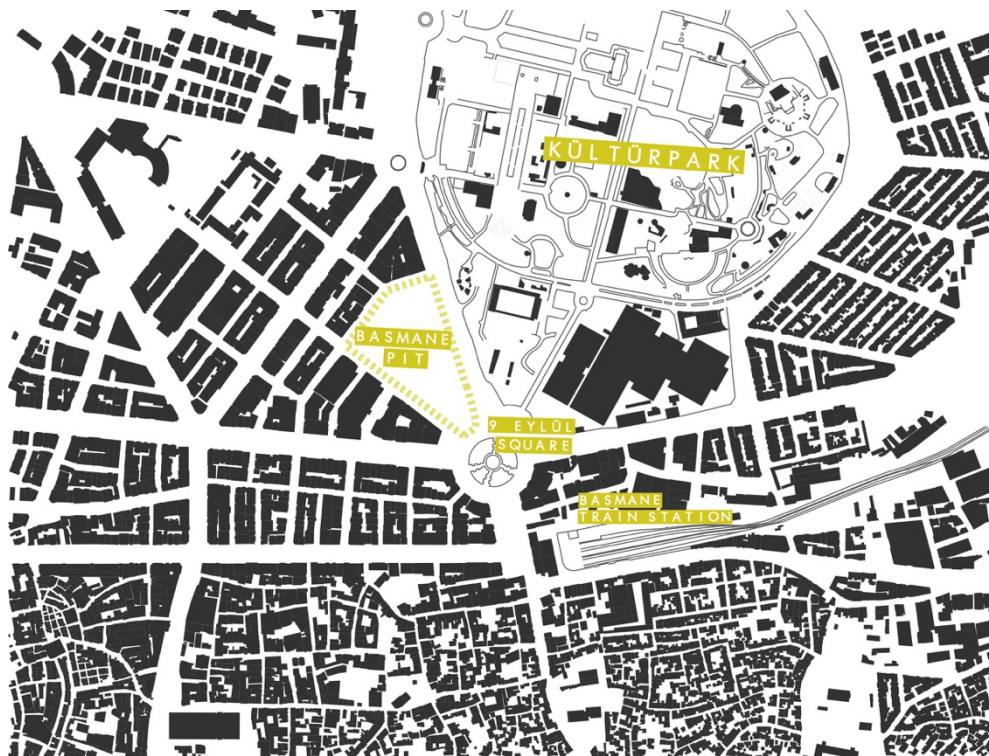 KÜLTÜRPARK
BASMANE
PIT
9 EYLÜL
SQUARE
BASMANE
TRAIN STATION